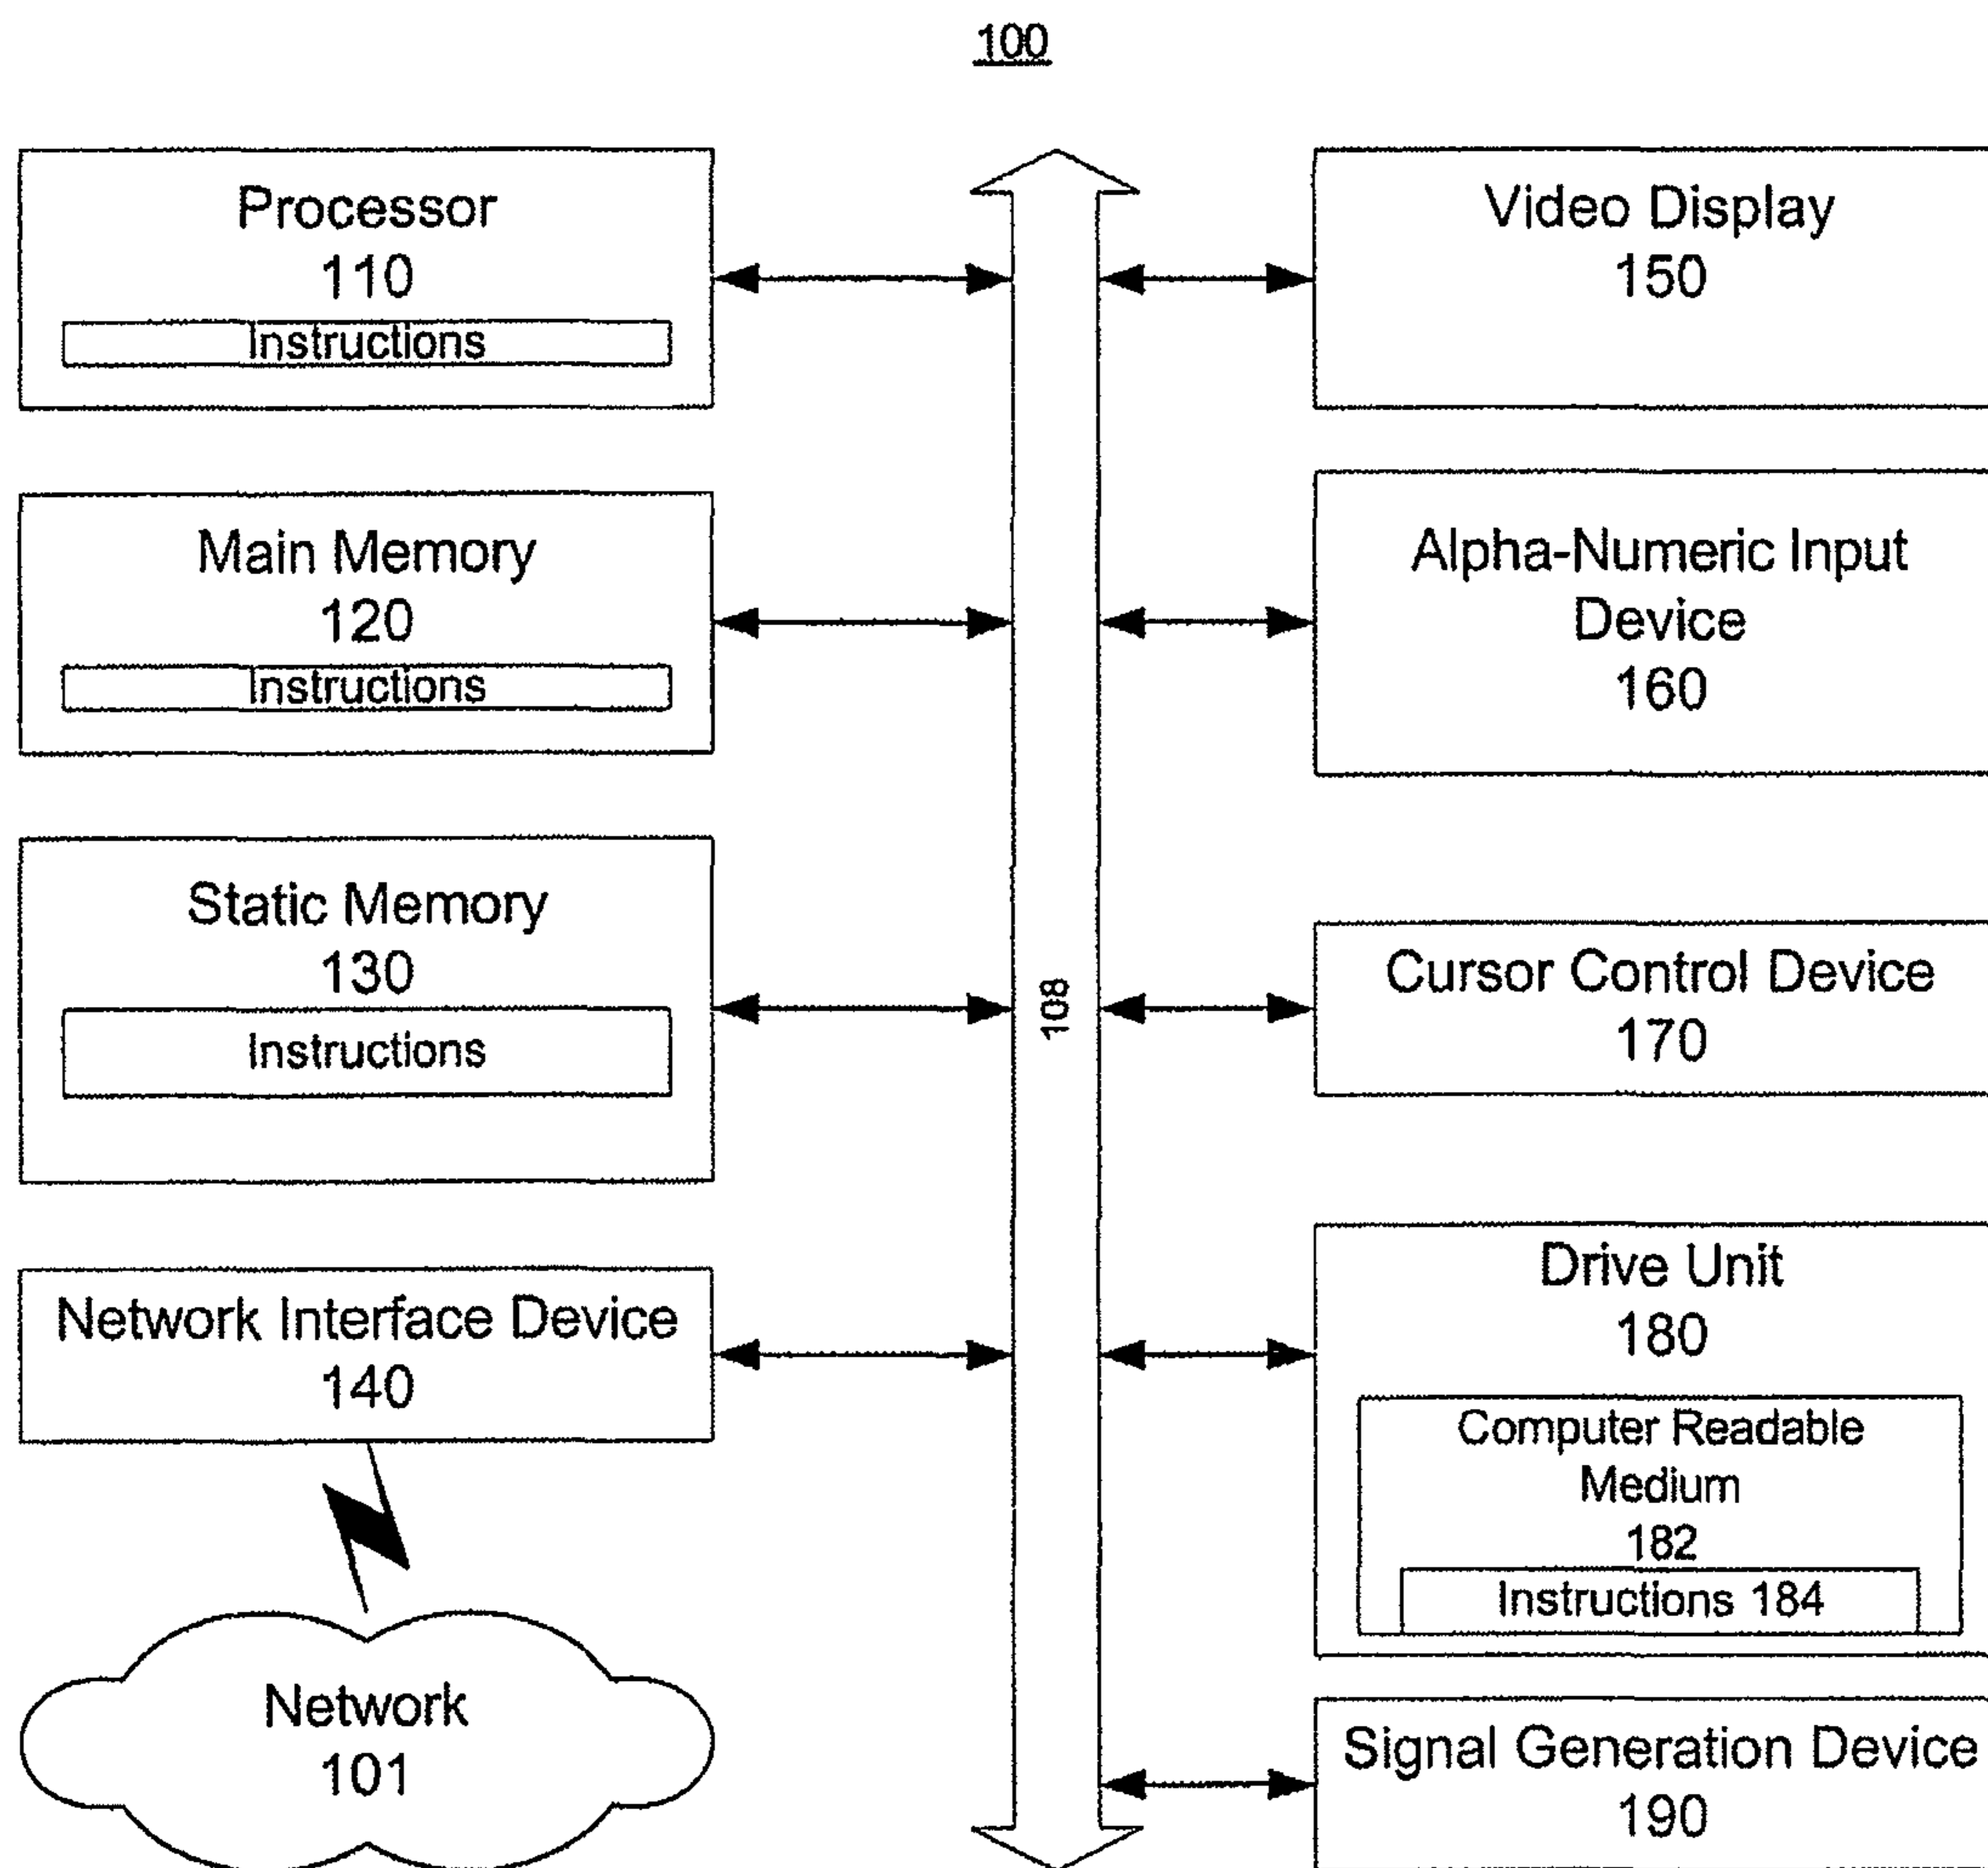 100
Processor
110
Instructions
Main Memory
120
Instructions
Static Memory
130
Instructions
Network Interface Device
140
Network
101
108
Video Display
150
Alpha-Numeric Input
Device
160
Cursor Control Device
170
Drive Unit
180
Computer Readable
Medium
182
Instructions 184
Signal Generation Device
190